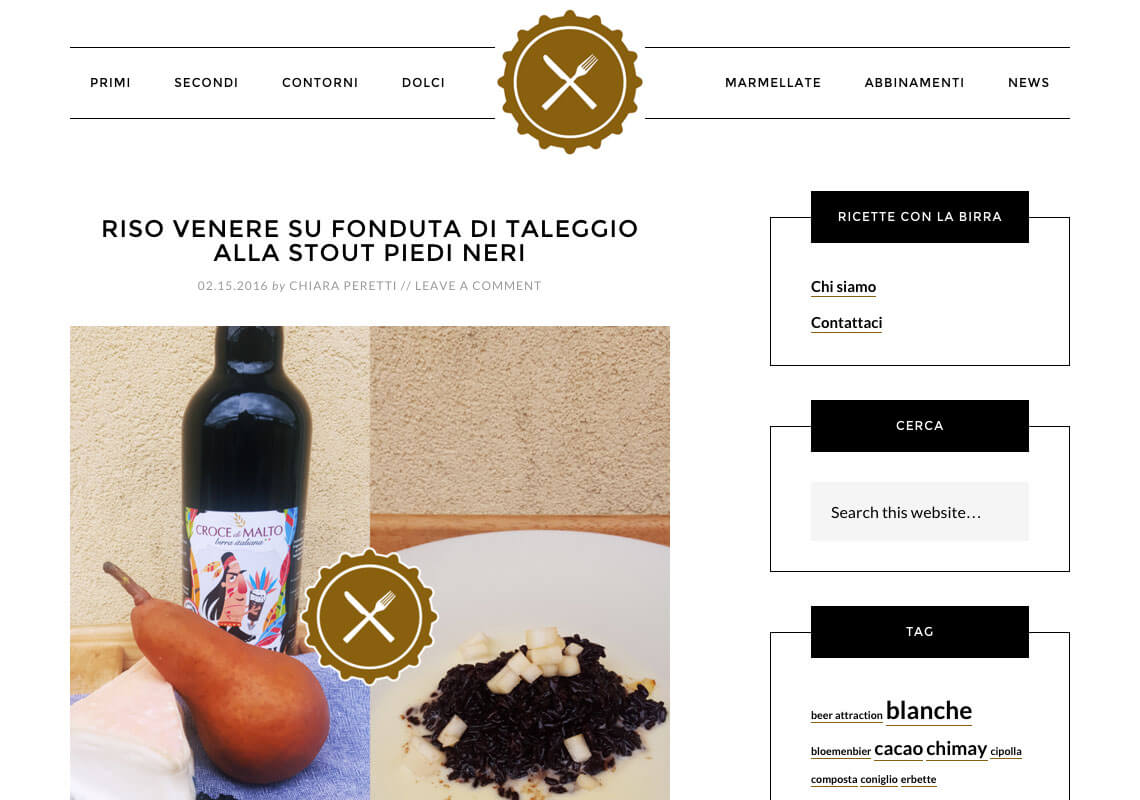 PRIMI SECONDI CONTORNI DOLCI MARMELLATE ABBINAMENTI NEWS
RISO VENERE SU FONDUTA DI TALEGGIO
ALLA STOUT PIEDI NERI
02.15.2016 by CHIARA PERETTI // LEAVE A COMMENT
CROCE di MALTO
birra italiana
RICETTE CON LA BIRRA
Chi siamo
Contattaci
CERCA
Search this website…
TAG
beer attraction blanche
bloemenbier cacao chimay cipolla
composta coniglio erbette